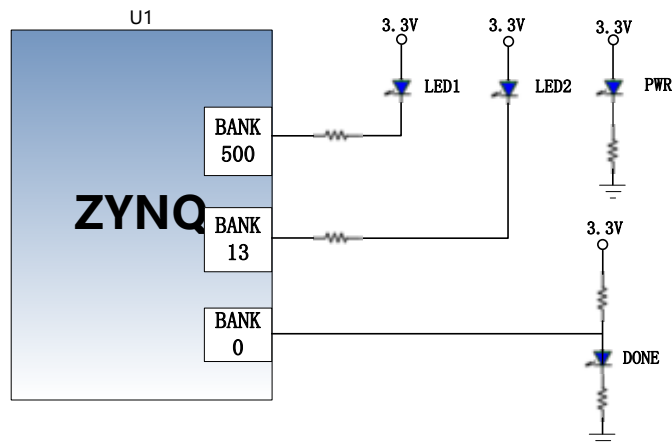 U1
3.3V
3.3V
3.3V
LED1
LED2
PWR
BANK
500
ZYNQ
BANK
13
3.3V
BANK
0
DONE